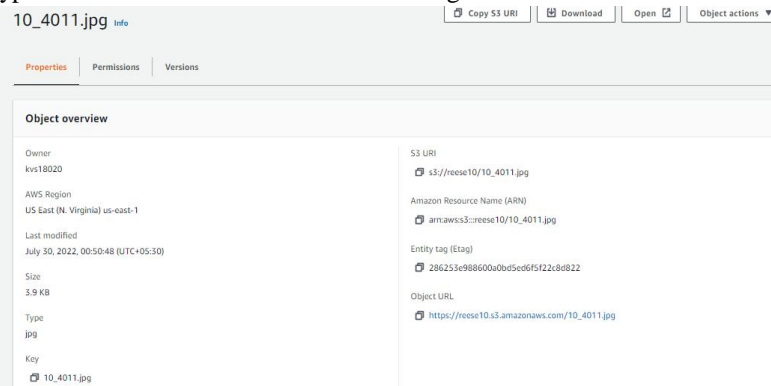 10_4011.jpg Info
Copy S3 URI Download Open Object actions
Properties Permissions Versions
Object overview
Owner
kvs18020
AWS Region
US East (N. Virginia) us-east-1
Last modified
July 30, 2022, 00:50:48 (UTC+05:30)
Size
3.9 KB
Type
jpg
Key
10_4011.jpg
S3 URI
s3://reese10/10_4011.jpg
Amazon Resource Name (ARN)
arn:aws:s3:::reese10/10_4011.jpg
Entity tag (Etag)
286253e988600a0bd5ed6f5f22c8d822
Object URL
https://reese10.s3.amazonaws.com/10_4011.jpg